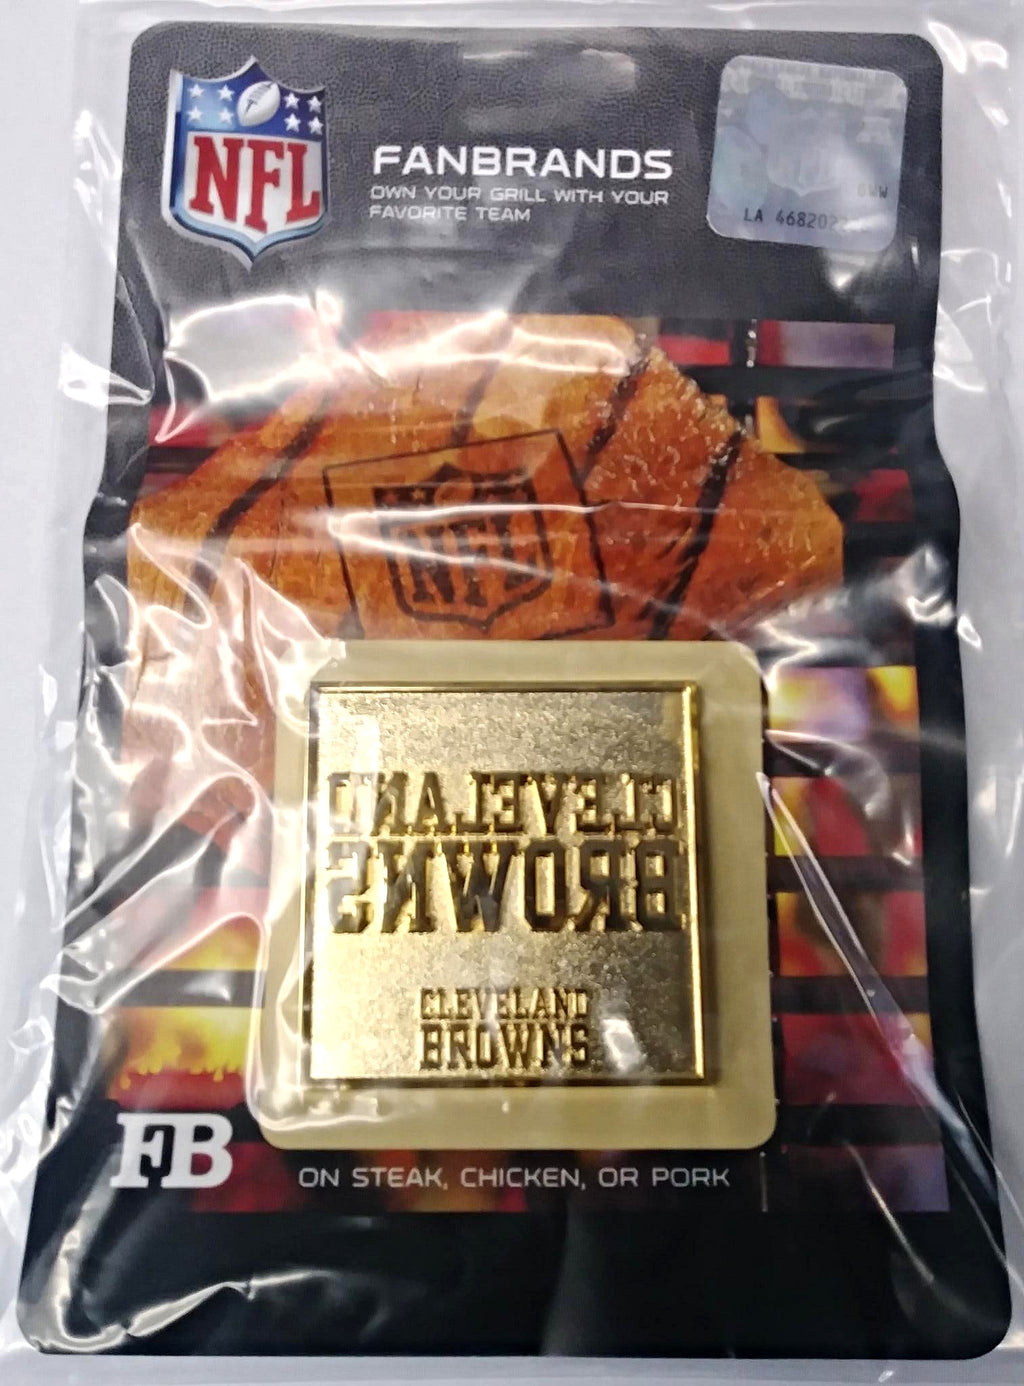 NFL
FANBRANDS
OWN YOUR GRILL WITH YOUR
FAVORITE TEAM
NFL
CLEVELAND
BROWNS
CLEVELAND
BROWNS
FB
ON STEAK, CHICKEN, OR PORK